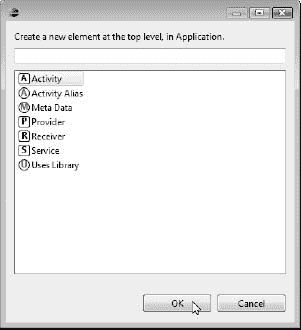 Create a new element at the top level, in Application.
A Activity
A Activity Alias
M Meta Data
P Provider
R Receiver
S Service
U Uses Library
OK
Cancel